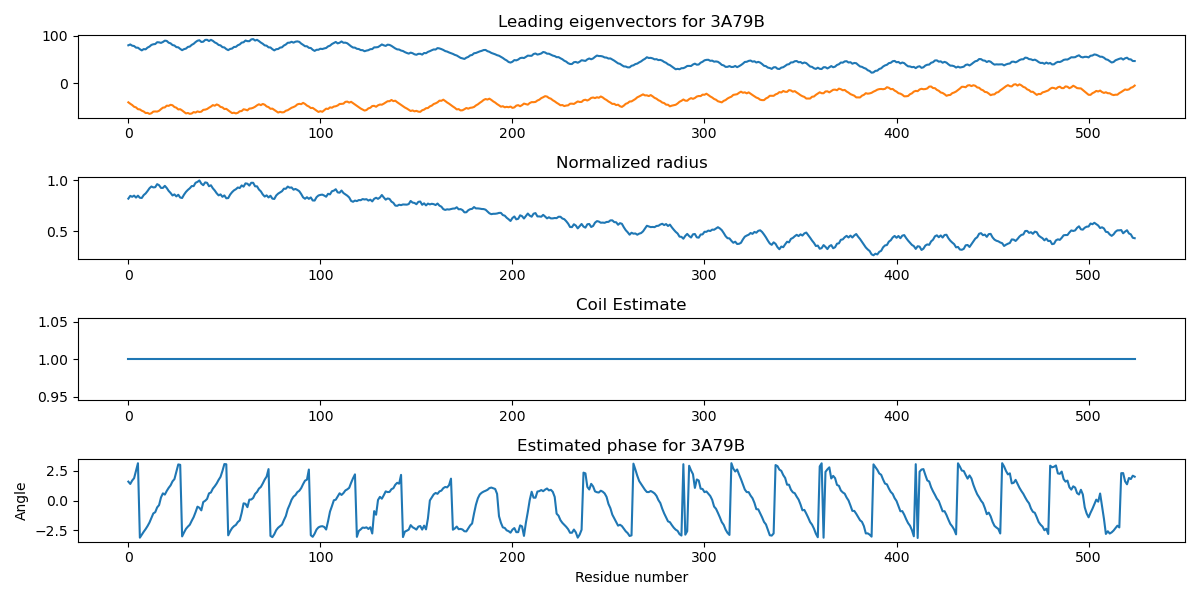 Leading eigenvectors for 3A79B
100
0
0 100 200 300 400 500
Normalized radius
1.0
0.5
0 100 200 300 400 500
Coil Estimate
1.05
1.00
0.95
0 100 200 300 400 500
Estimated phase for 3A79B
2.5
0.0
−2.5
Angle
0 100 200 300 400 500
Residue number